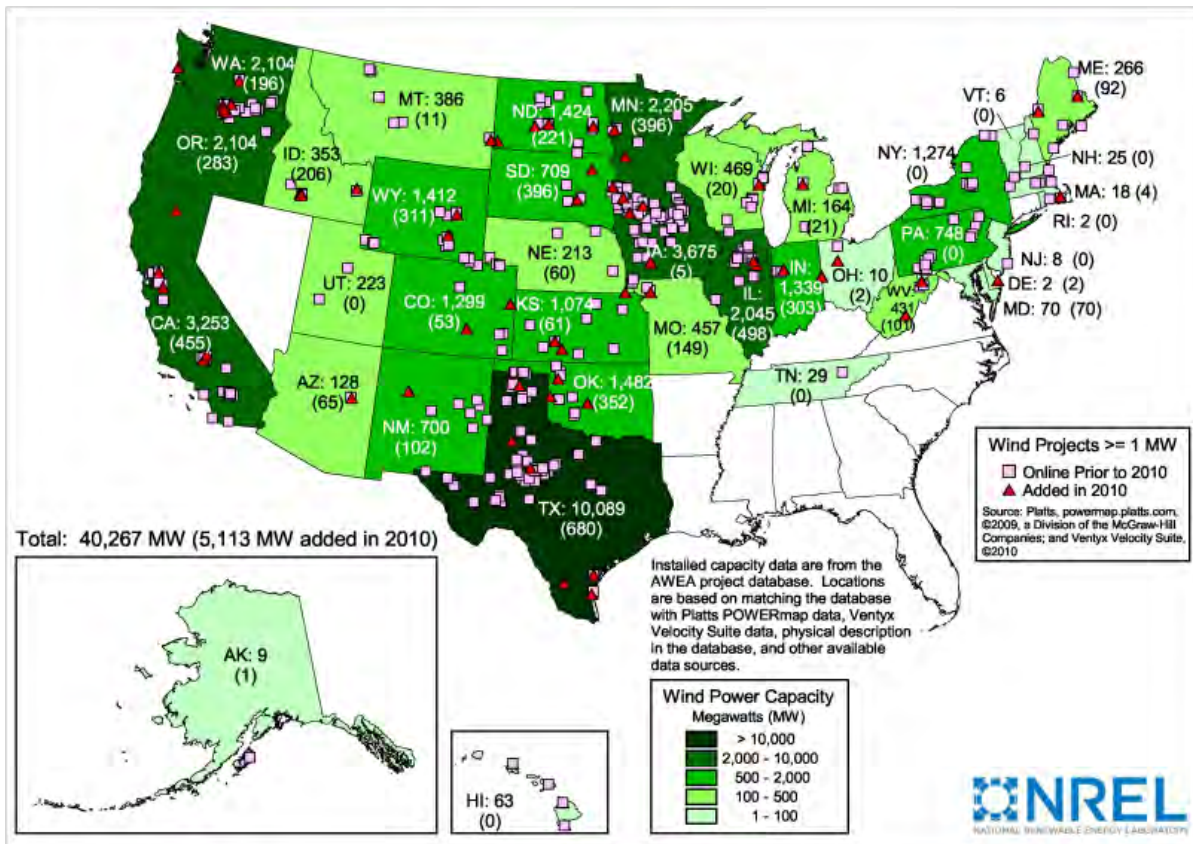 WA: 2,104
(196)
MT: 386
(11)
ND: 1,424
(221)
MN: 2,205
(396)
ME: 266
(92)
VT: 6
(0)
OR: 2,104
(283)
ID: 353
(206)
SD: 709
(396)
WI: 469
(20)
NY: 1,274
(0)
NH: 25 (0)
WY: 1,412
(311)
MI: 164
(21)
MA: 18 (4)
RI: 2 (0)
NE: 213
(60)
IA: 3,675
(5)
PA: 748
(0)
NJ: 8 (0)
UT: 223
(0)
CO: 1,299
(53)
KS: 1,074
(61)
IL:
2,045
(498)
IN:
1,339
(303)
OH: 10
(2)
WV:
431
(101)
DE: 2 (2)
MD: 70 (70)
CA: 3,253
(455)
MO: 457
(149)
AZ: 128
(65)
NM: 700
(102)
OK: 1,482
(352)
TN: 29
(0)
TX: 10,089
(680)
Wind Projects >= 1 MW
Online Prior to 2010
Added in 2010
Source: Platts, powermap.platts.com,
©2009, a Division of the McGraw-Hill
Companies; and Ventyx Velocity Suite,
©2010
Total: 40,267 MW (5,113 MW added in 2010)
Installed capacity data are from the
AWEA project database. Locations
are based on matching the database
with Platts POWERmap data, Ventyx
Velocity Suite data, physical description
in the database, and other available
data sources.
AK: 9
(1)
HI: 63
(0)
Wind Power Capacity
Megawatts (MW)
> 10,000
2,000 - 10,000
500 - 2,000
100 - 500
1 - 100
NREL
NATIONAL RENEWABLE ENERGY LABORATORY